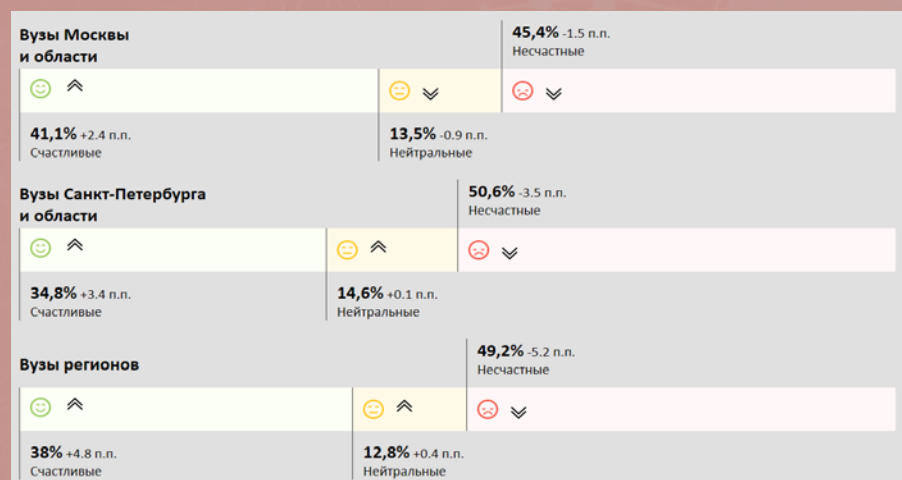 Вузы Москвы
и области
45,4% -1.5 п.п.
Несчастные
41,1% +2.4 п.п.
Счастливые
13,5% -0.9 п.п.
Нейтральные
Вузы Санкт-Петербурга
и области
50,6% -3.5 п.п.
Несчастные
34,8% +3.4 п.п.
Счастливые
14,6% +0.1 п.п.
Нейтральные
Вузы регионов
49,2% -5.2 п.п.
Несчастные
38% +4.8 п.п.
Счастливые
12,8% +0.4 п.п.
Нейтральные